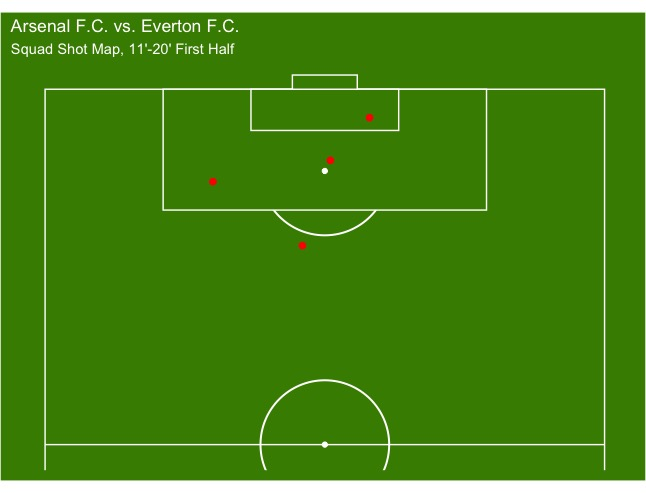 Arsenal F.C. vs. Everton F.C.
Squad Shot Map, 11'-20' First Half